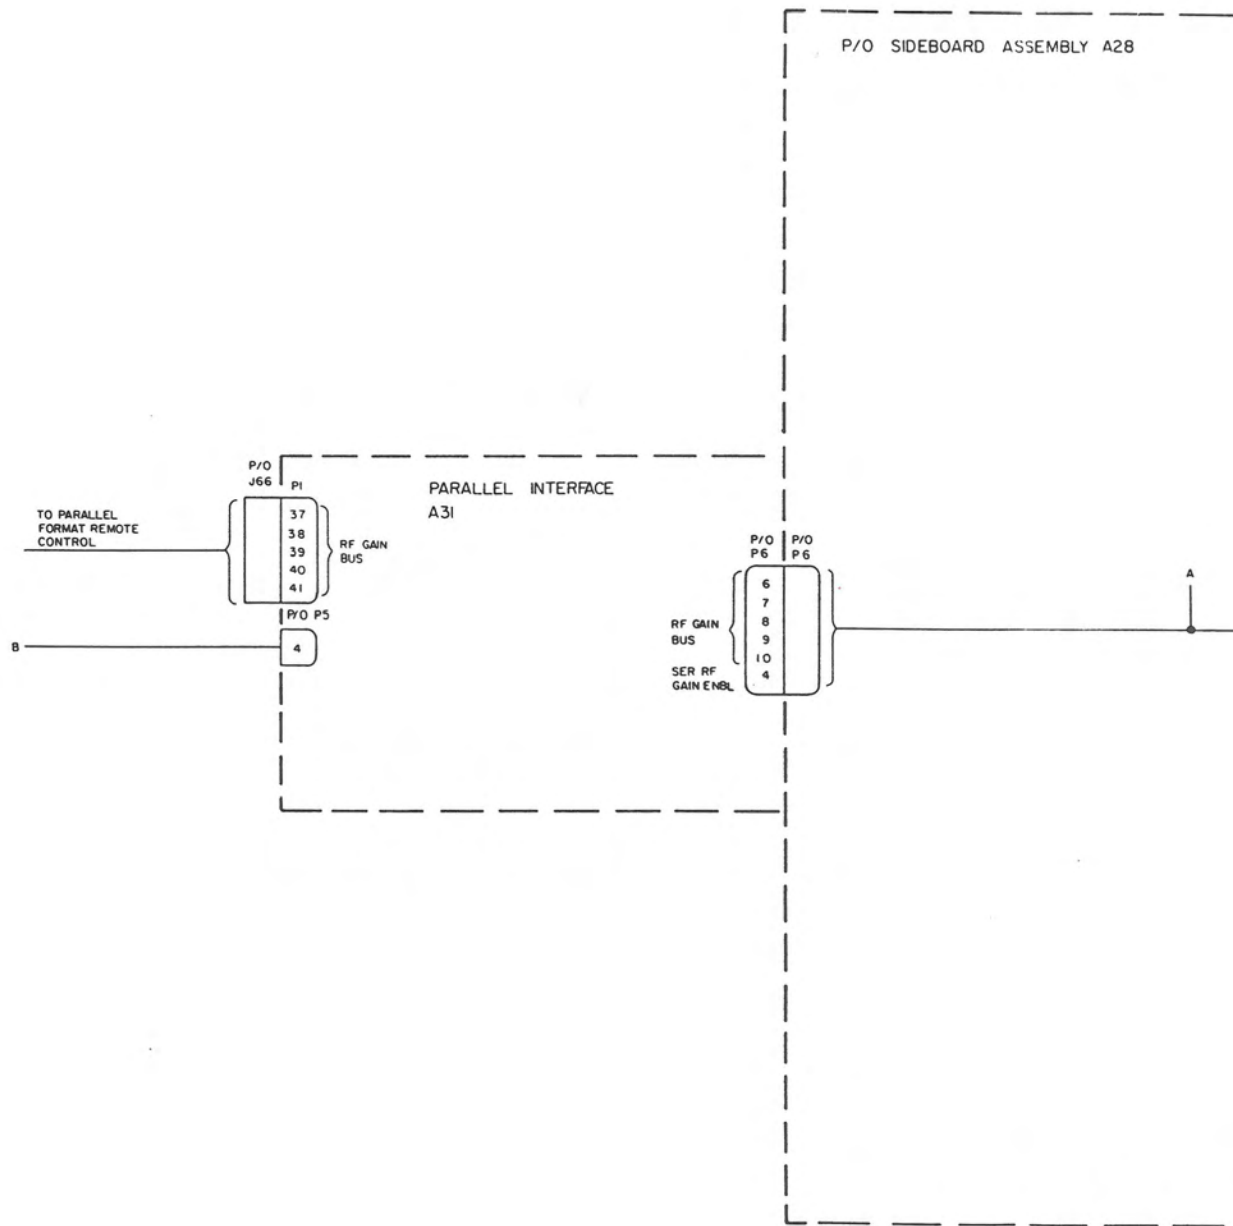 P/O SIDEBOARD ASSEMBLY A28
P/O
J66
P1
PARALLEL INTERFACE
A31
TO PARALLEL
FORMAT REMOTE
CONTROL
37
38
39
40
41
RF GAIN
BUS
P/O P5
B
4
P/O
P6
P/O
P6
6
7
8
9
10
4
RF GAIN
BUS
SER RF
GAIN ENBL
A